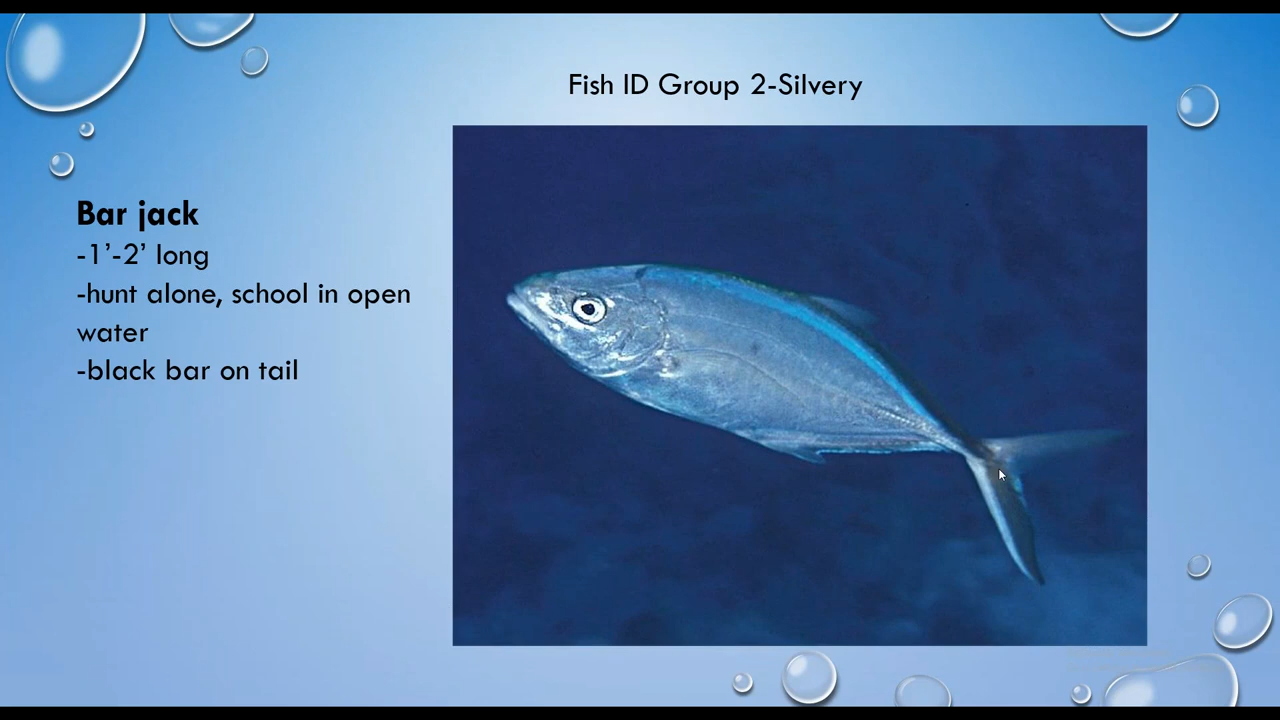 Fish ID Group 2-Silvery
Bar jack
-1’-2’ long
-hunt alone, school in open
water
-black bar on tail